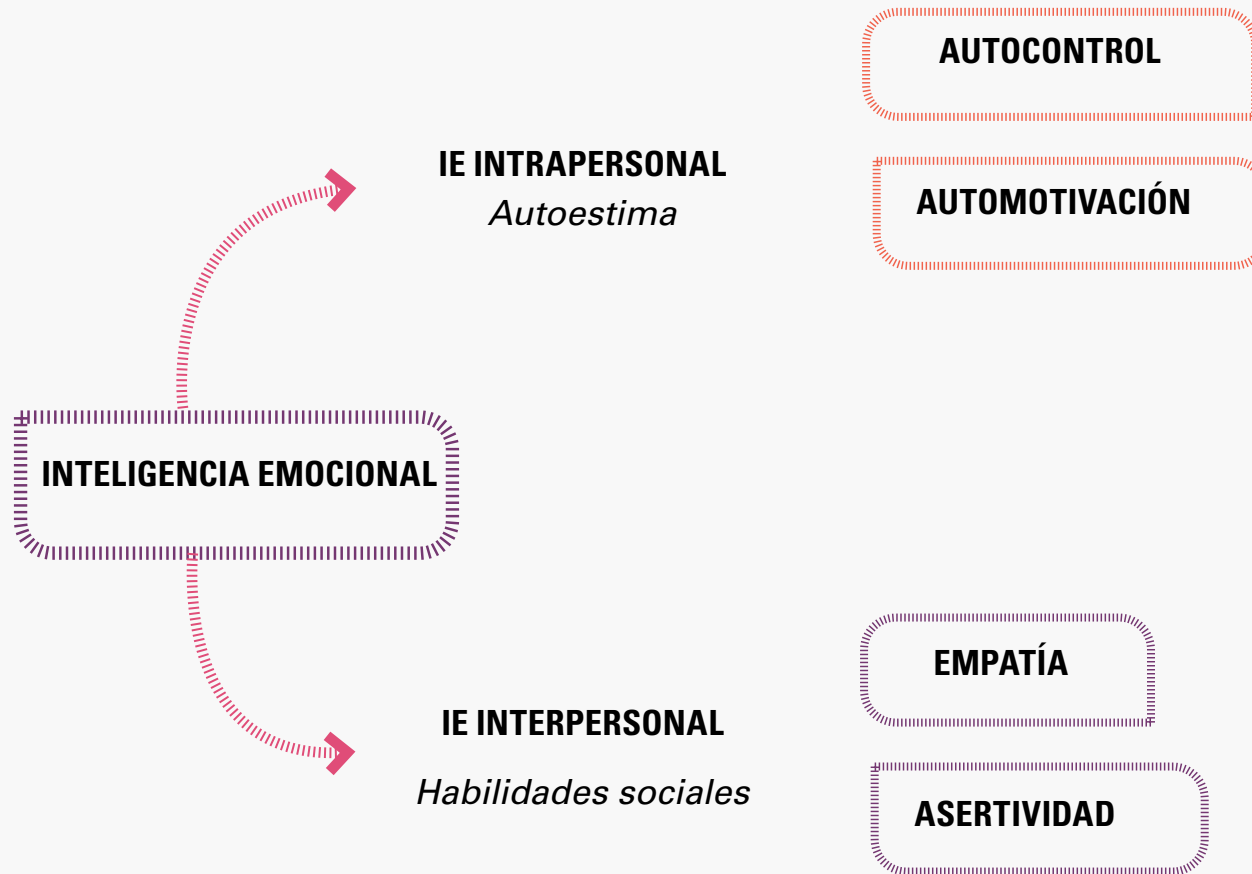 AUTOCONTROL
IE INTRAPERSONAL
Autoestima
AUTOMOTIVACIÓN
INTELIGENCIA EMOCIONAL
IE INTERPERSONAL
Habilidades sociales
EMPATÍA
ASERTIVIDAD